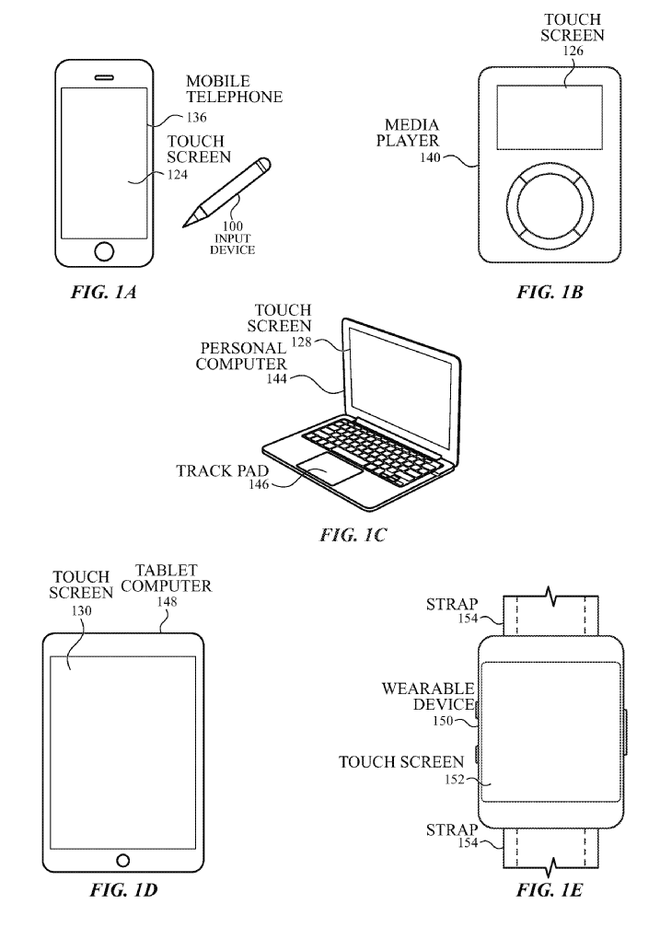 MOBILE
TELEPHONE
136
TOUCH
SCREEN
124
100
INPUT
DEVICE
FIG. 1A
TOUCH
SCREEN
126
MEDIA
PLAYER
140
FIG. 1B
TOUCH
SCREEN
128
PERSONAL
COMPUTER
144
TRACK PAD
146
FIG. 1C
TOUCH
SCREEN
130
TABLET
COMPUTER
148
FIG. 1D
STRAP
154
WEARABLE
DEVICE
150
TOUCH SCREEN
152
STRAP
154
FIG. 1E